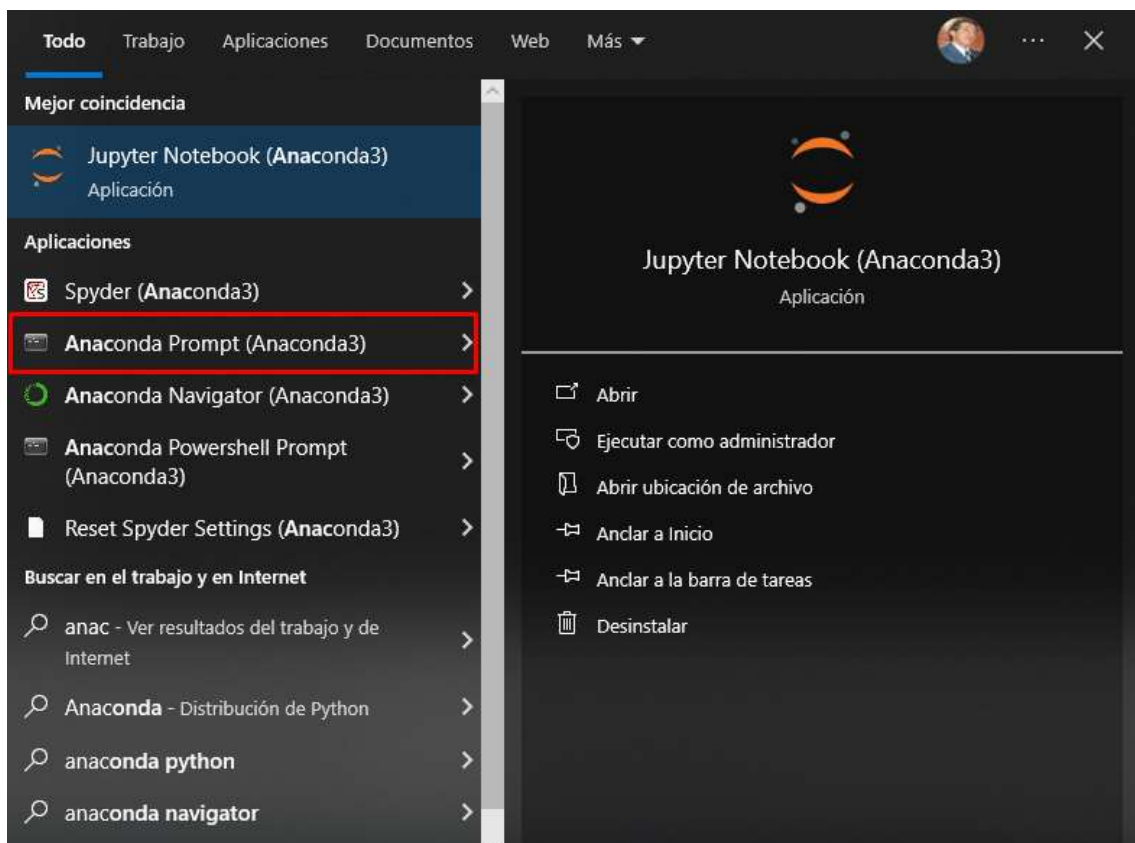 Todo Trabajo Aplicaciones Documentos Web Más
Mejor coincidencia
Jupyter Notebook (Anaconda3)
Aplicación
Aplicaciones
Spyder (Anaconda3)
Anaconda Prompt (Anaconda3)
Anaconda Navigator (Anaconda3)
Anaconda Powershell Prompt
(Anaconda3)
Reset Spyder Settings (Anaconda3)
Buscar en el trabajo y en Internet
anac - Ver resultados del trabajo y de
Internet
Anaconda - Distribución de Python
anaconda python
anaconda navigator
Jupyter Notebook (Anaconda3)
Aplicación
Abrir
Ejecutar como administrador
Abrir ubicación de archivo
Anclar a Inicio
Anclar a la barra de tareas
Desinstalar